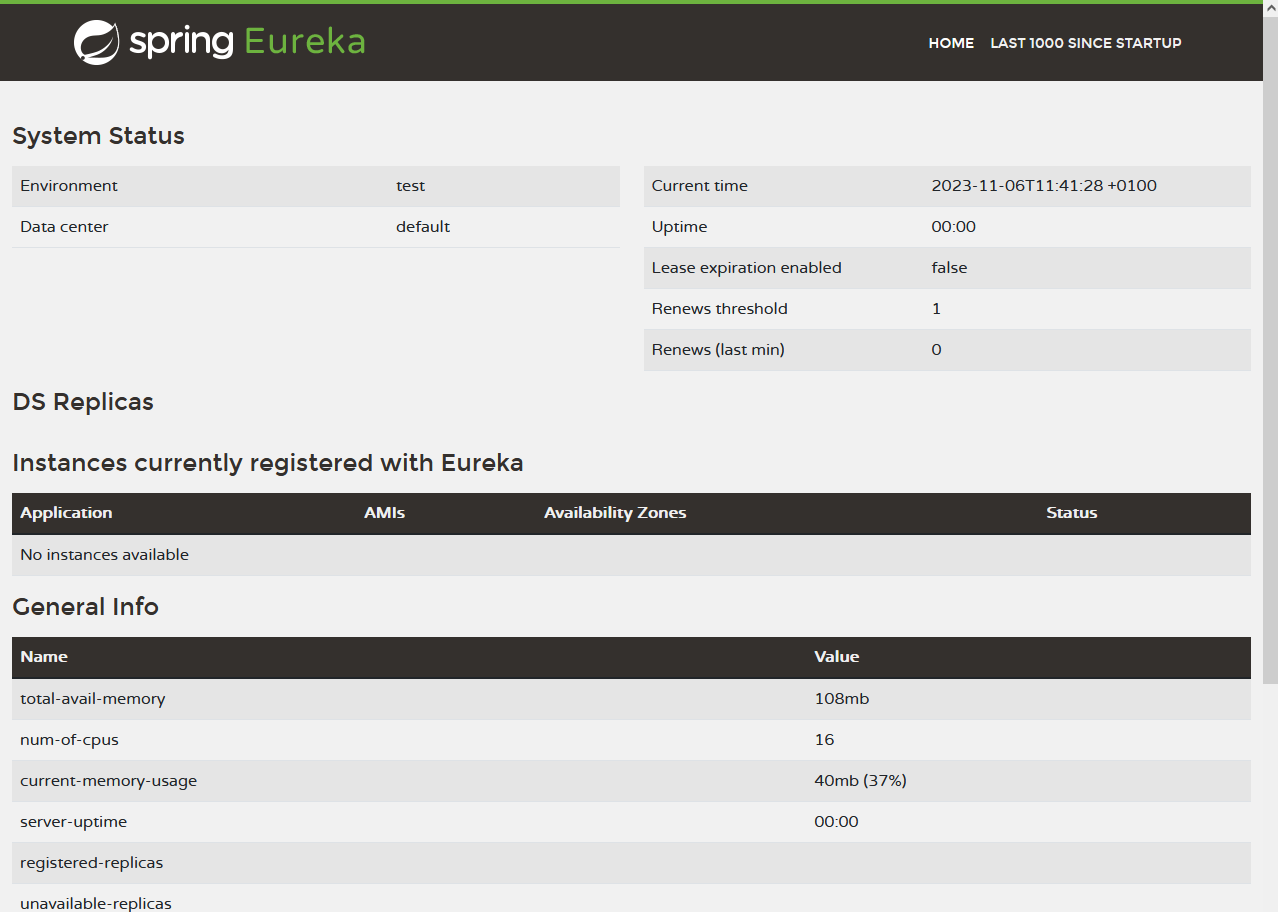 spring Eureka
HOME LAST 1000 SINCE STARTUP
System Status
Environment test
Data center default
Current time 2023-11-06T11:41:28 +0100
Uptime 00:00
Lease expiration enabled false
Renews threshold 1
Renews (last min) 0
DS Replicas
Instances currently registered with Eureka
Application AMIs Availability Zones Status
No instances available
General Info
Name Value
total-avail-memory 108mb
num-of-cpus 16
current-memory-usage 40mb (37%)
server-uptime 00:00
registered-replicas
unavailable-replicas